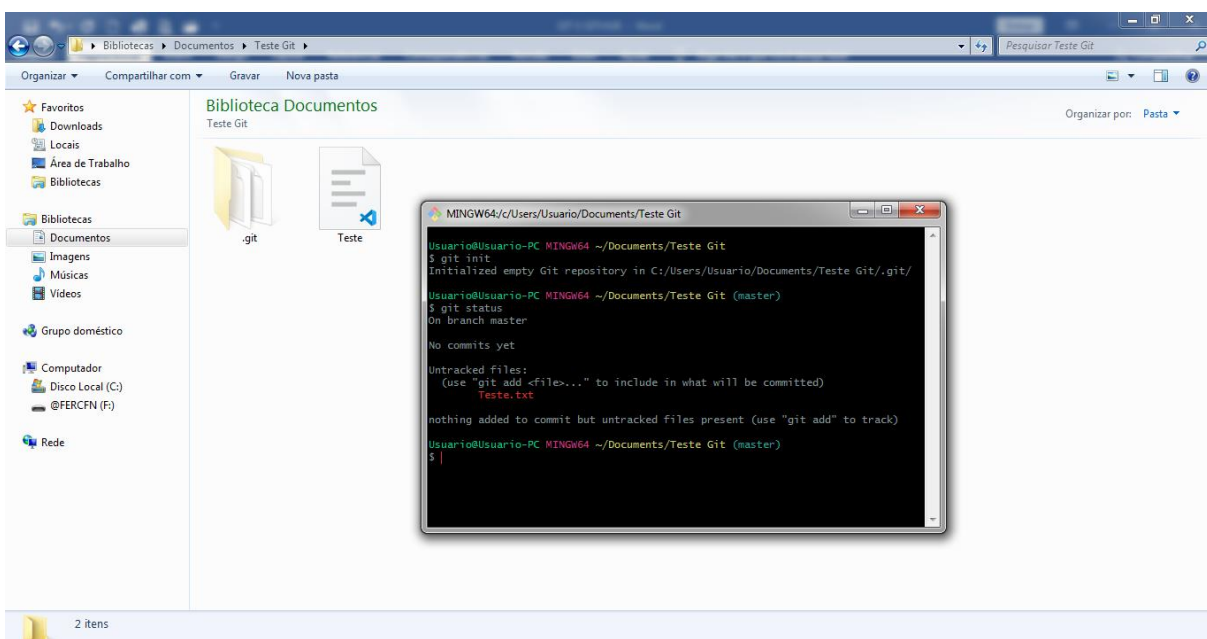 Bibliotecas Documentos Teste Git
Pesquisar Teste Git
Organizar Compartilhar com Gravar Nova pasta
Favoritos
Downloads
Locais
Área de Trabalho
Bibliotecas
Bibliotecas
Documentos
Imagens
Músicas
Vídeos
Grupo doméstico
Computador
Disco Local (C:)
@FERCFN (F:)
Rede
Biblioteca Documentos
Teste Git
Organizar por: Pasta
.git
Teste
MINGW64:/c/Users/Usuario/Documents/Teste Git
Usuario@Usuario-PC MINGW64 ~/Documents/Teste Git
$ git init
Initialized empty Git repository in C:/Users/Usuario/Documents/Teste Git/.git/
Usuario@Usuario-PC MINGW64 ~/Documents/Teste Git (master)
$ git status
On branch master
No commits yet
Untracked files:
(use "git add <file>..." to include in what will be committed)
Teste.txt
nothing added to commit but untracked files present (use "git add" to track)
Usuario@Usuario-PC MINGW64 ~/Documents/Teste Git (master)
$
2 itens